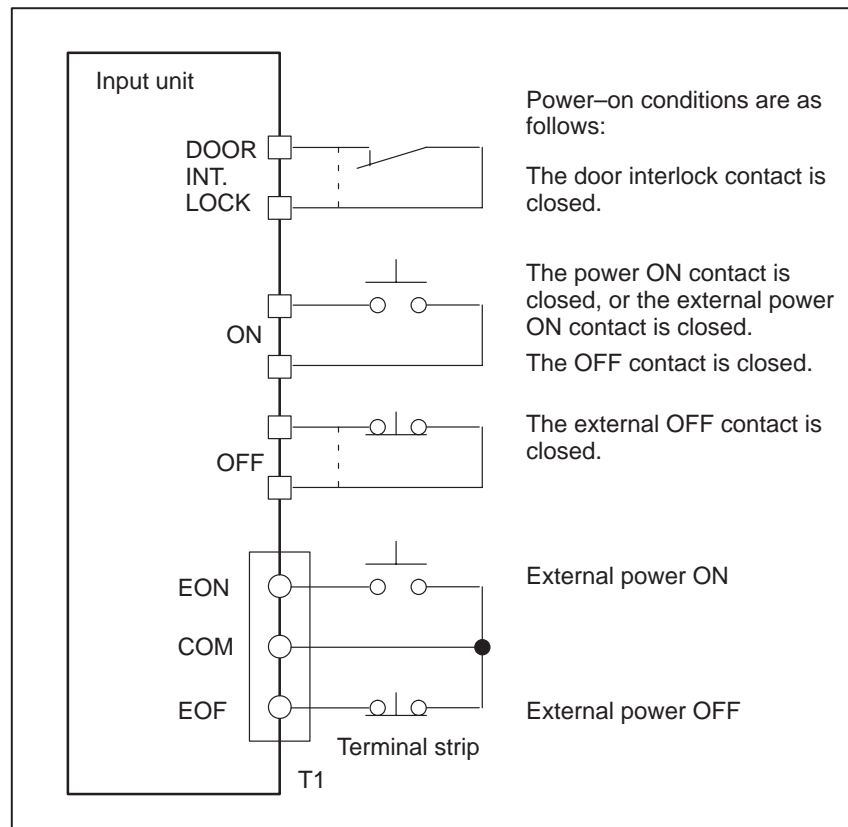 Input unit
DOOR
INT.
LOCK
Power–on conditions are as
follows:
The door interlock contact is
closed.
ON
The power ON contact is
closed, or the external power
ON contact is closed.
The OFF contact is closed.
OFF
The external OFF contact is
closed.
EON
External power ON
COM
EOF
External power OFF
Terminal strip
T1